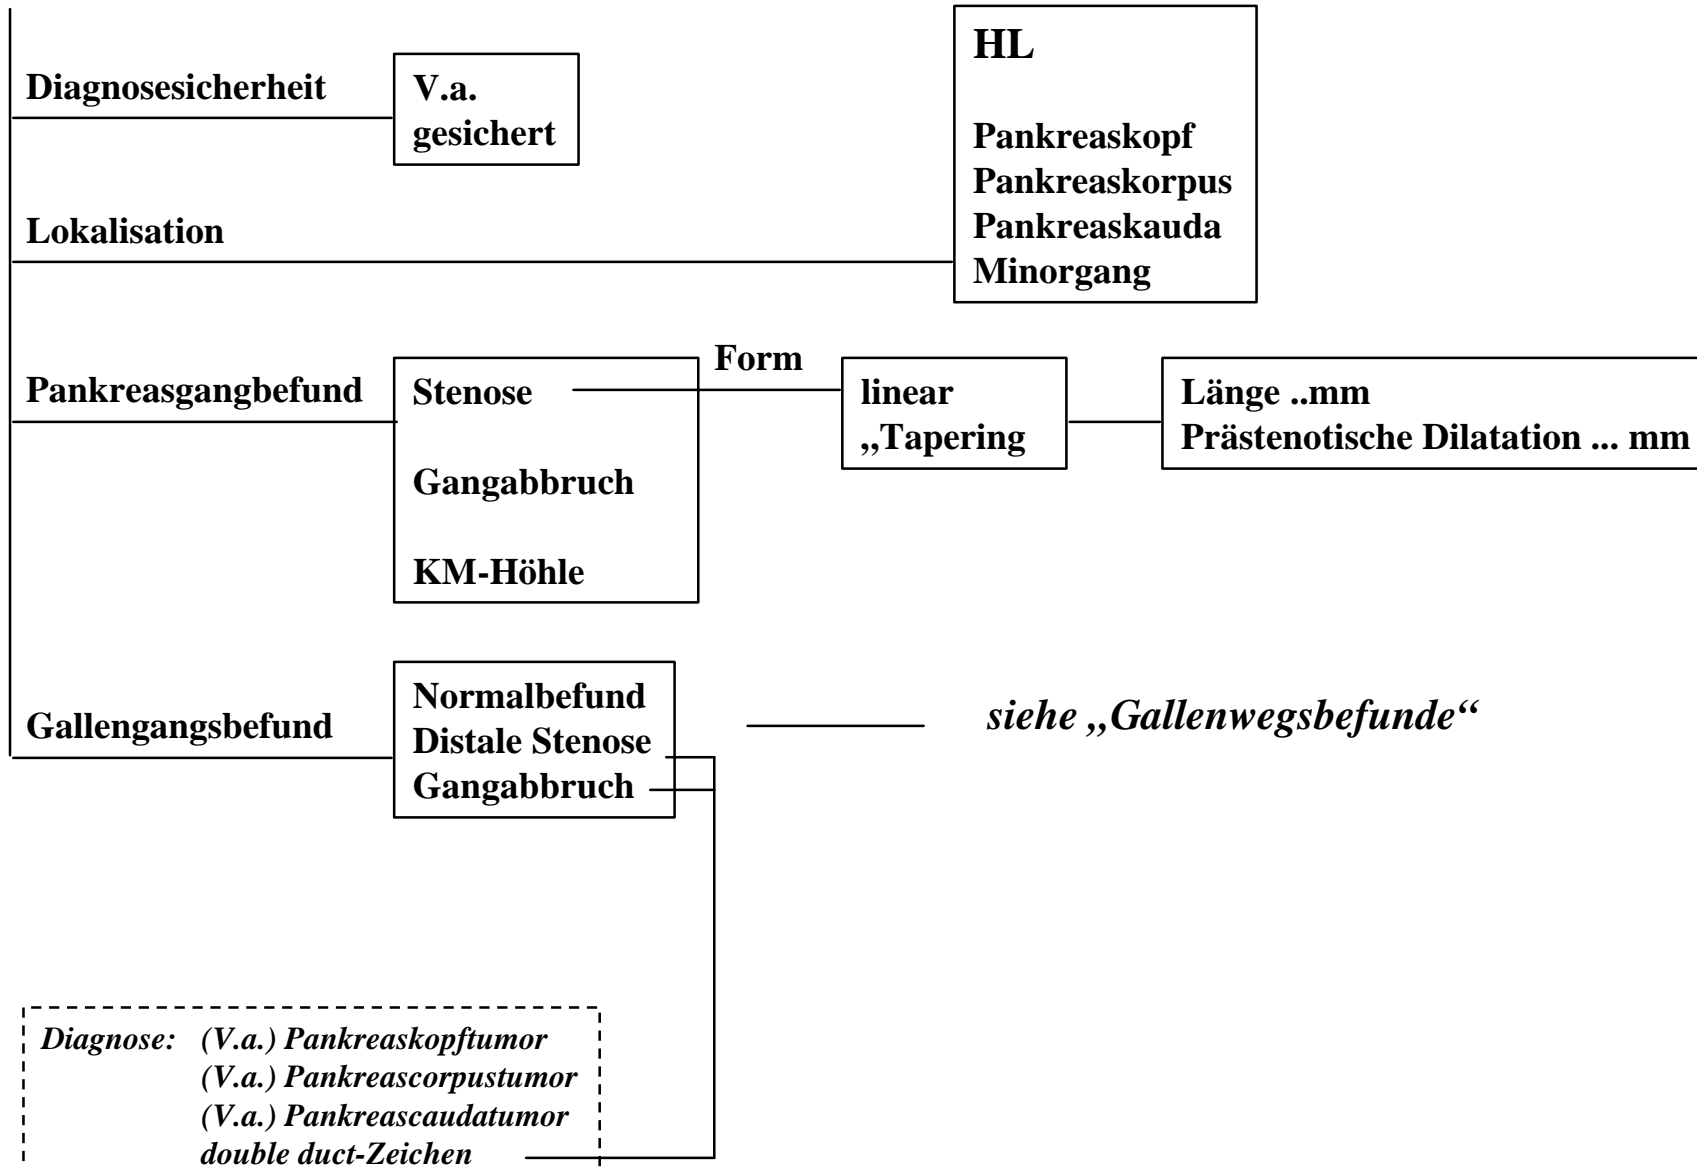 HL
Diagnosesicherheit
V.a.
gesichert
Pankreaskopf
Pankreaskorpus
Pankreaskauda
Minorgang
Lokalisation
Pankreasgangbefund
Stenose
Gangabbruch
KM-Höhle
Form
linear
„Tapering
Länge ..mm
Prästenotische Dilatation ... mm
Gallengangsbefund
Normalbefund
Distale Stenose
Gangabbruch
siehe „Gallenwegsbefunde“
Diagnose: (V.a.) Pankreaskopftumor
(V.a.) Pankreascorpustumor
(V.a.) Pankreascaudatumor
double duct-Zeichen